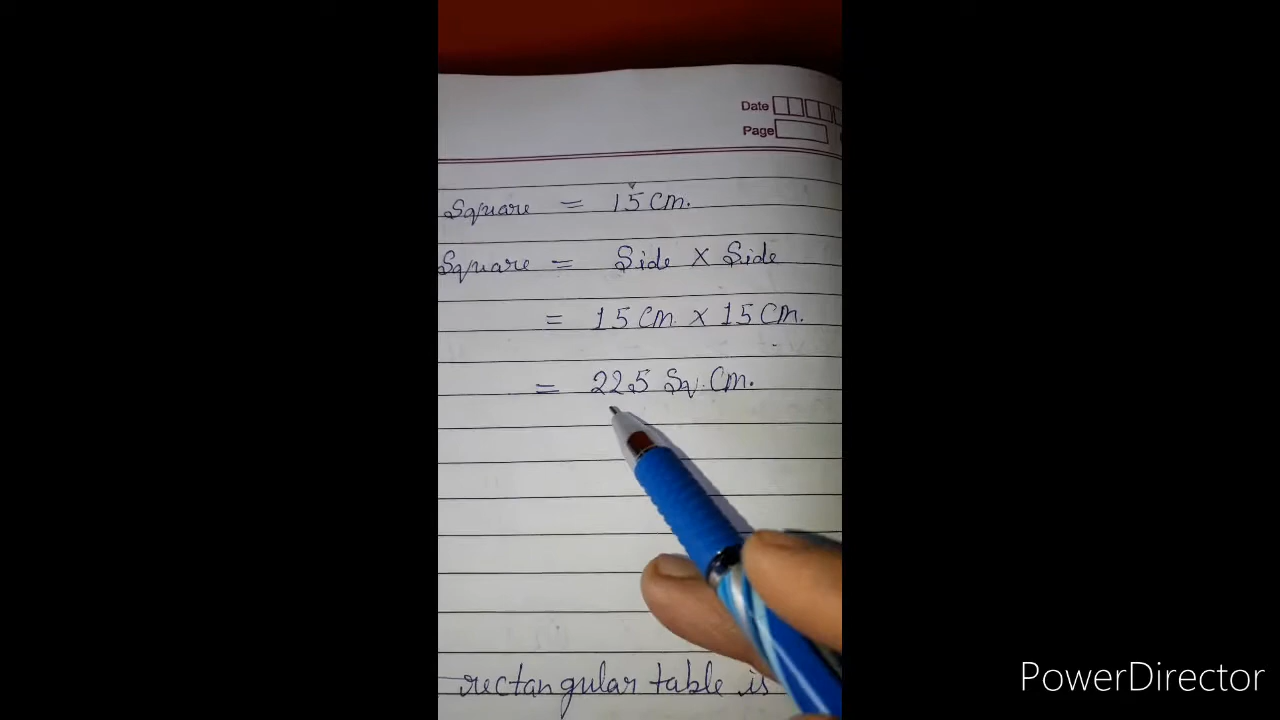 Date
Page
Square = 15 Cm.
Square = Side X Side
= 15 Cm X 15 Cm.
= 225 Sq. Cm.
rectangular table is
PowerDirector